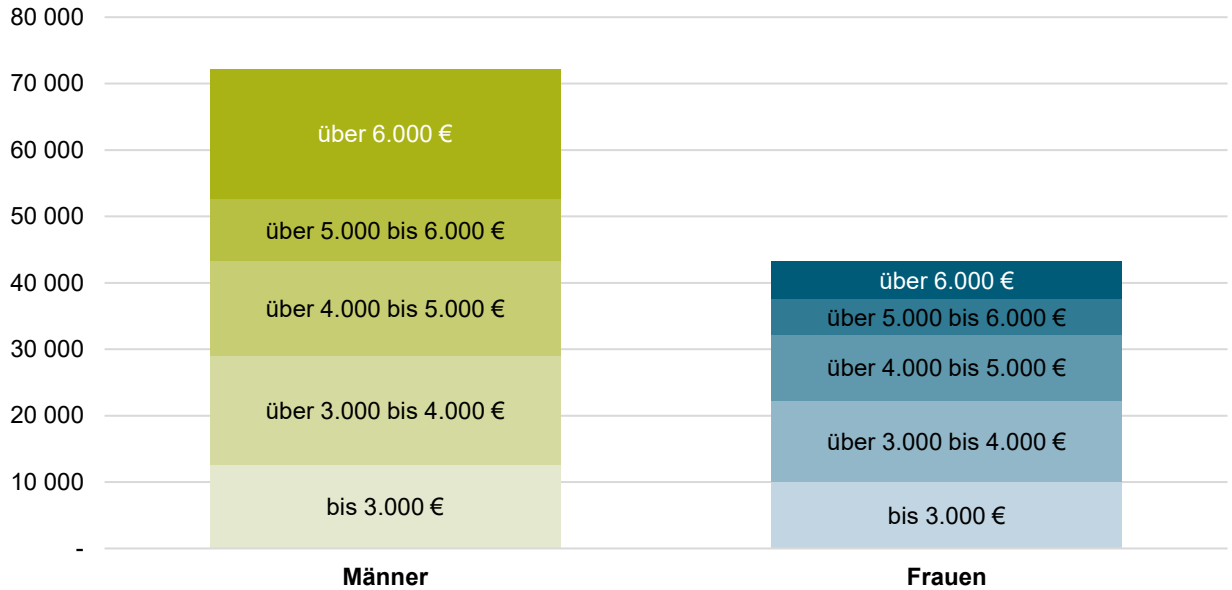 80 000
70 000
60 000
50 000
40 000
30 000
20 000
10 000
-
über 6.000 €
über 5.000 bis 6.000 €
über 4.000 bis 5.000 €
über 3.000 bis 4.000 €
bis 3.000 €
über 6.000 €
über 5.000 bis 6.000 €
über 4.000 bis 5.000 €
über 3.000 bis 4.000 €
bis 3.000 €
Männer
Frauen